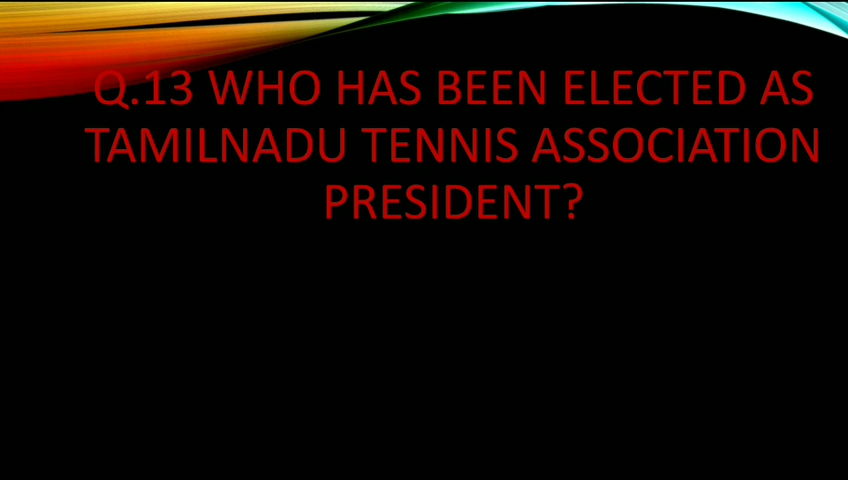 Q.13 WHO HAS BEEN ELECTED AS
TAMILNADU TENNIS ASSOCIATION
PRESIDENT?